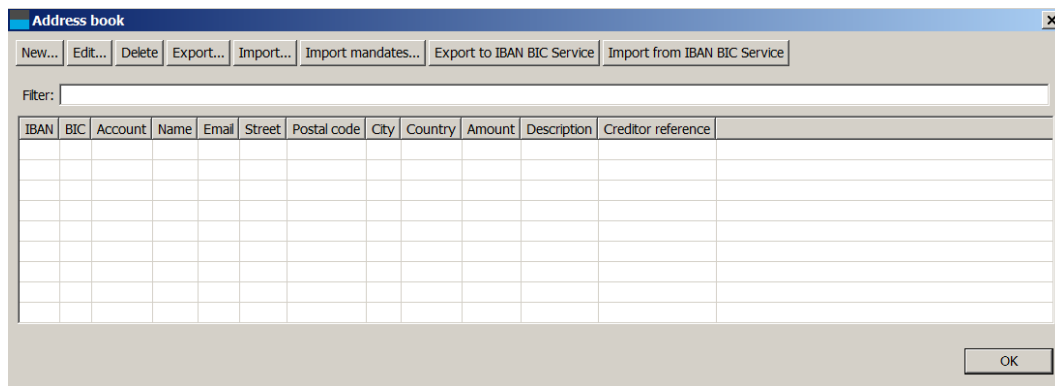 Address book
New... Edit... Delete Export... Import... Import mandates... Export to IBAN BIC Service Import from IBAN BIC Service
Filter:
IBAN BIC Account Name Email Street Postal code City Country Amount Description Creditor reference
OK